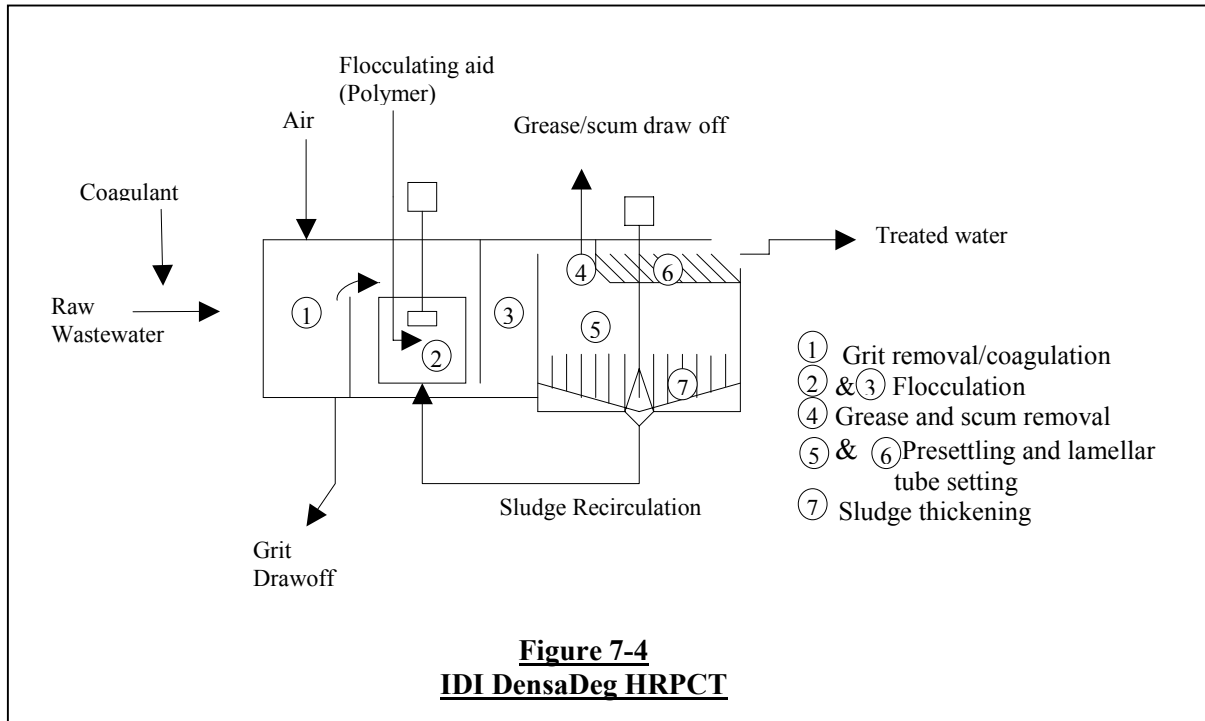 Flocculating aid
(Polymer)
Air
Grease/scum draw off
Coagulant
Treated water
Raw
Wastewater
1
2
3
4
5
6
7
1 Grit removal/coagulation
2 & 3 Flocculation
4 Grease and scum removal
5 & 6 Presettling and lamellar
tube setting
7 Sludge thickening
Sludge Recirculation
Grit
Drawoff
Figure 7-4
IDI DensaDeg HRPCT